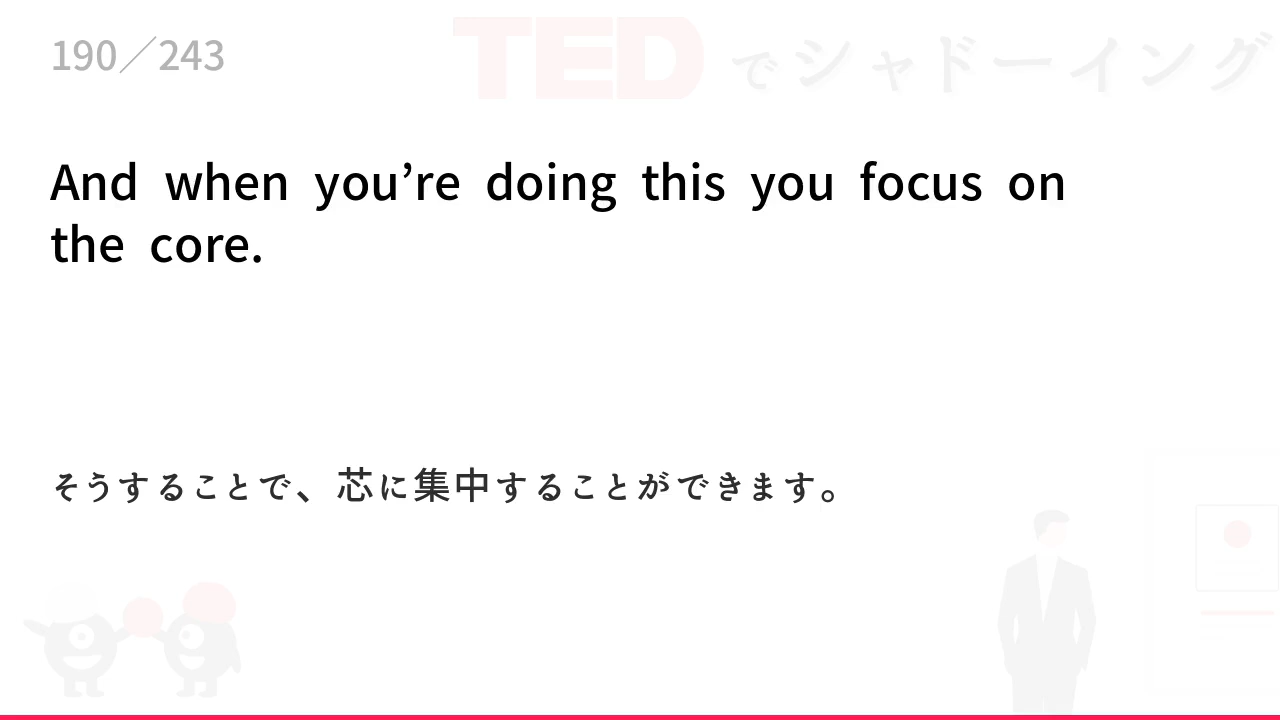 190／243
TEDでシャドーイング
And when you’re doing this you focus on
the core.
そうすることで、芯に集中することができます。